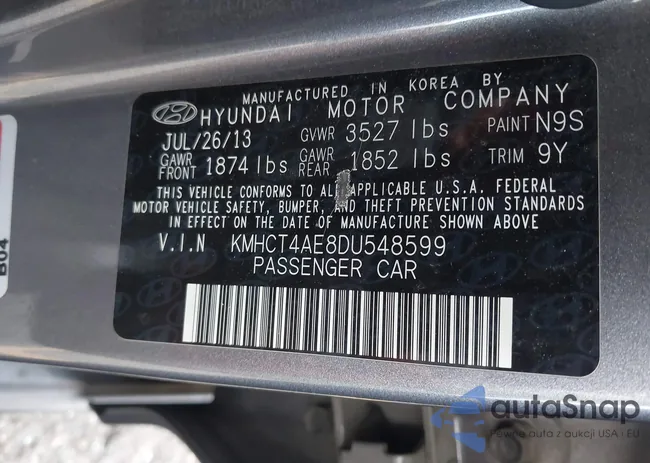 MANUFACTURED IN KOREA BY
HYUNDAI MOTOR COMPANY
JUL/26/13 GVWR 3527 lbs PAINT N9S
GAWR FRONT 1874 lbs GAWR REAR 1852 lbs TRIM 9Y
THIS VEHICLE CONFORMS TO ALL APPLICABLE U.S.A. FEDERAL
MOTOR VEHICLE SAFETY, BUMPER, AND THEFT PREVENTION STANDARDS
IN EFFECT ON THE DATE OF MANUFACTURE SHOWN ABOVE.
V.I.N KMHCT4AE8DU548599
PASSENGER CAR
B04
autoSnap
Pewne auta z aukcji USA i EU